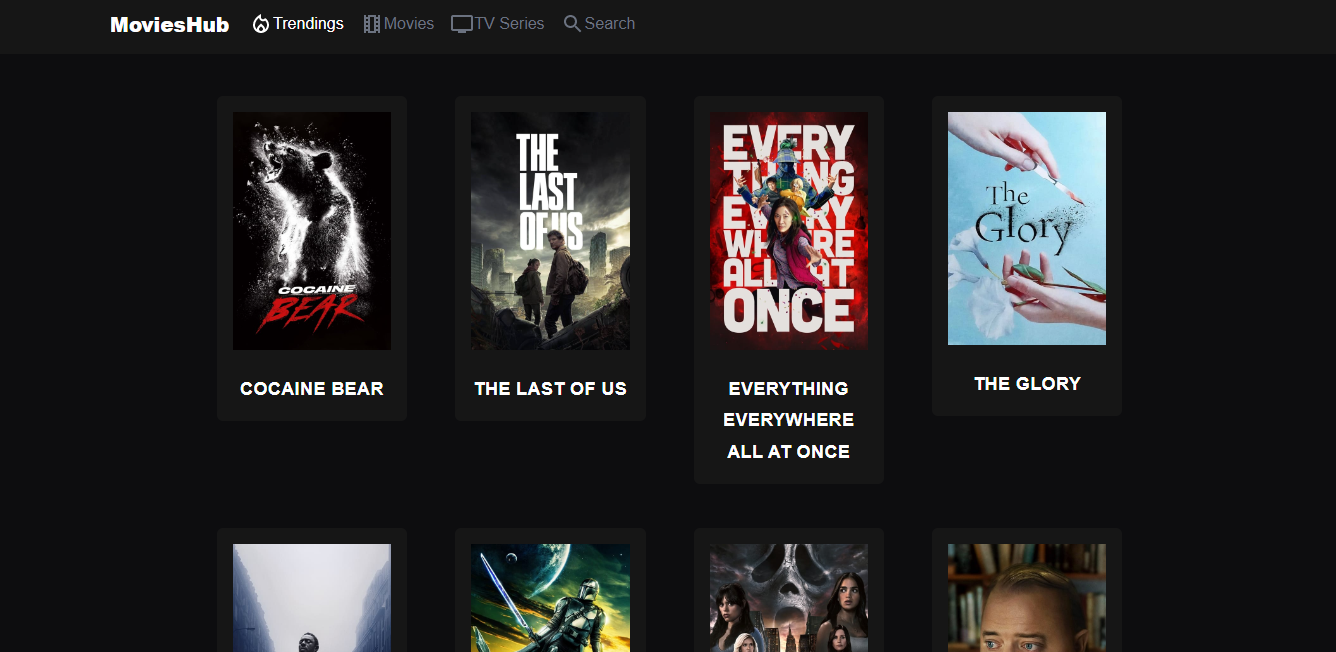 MoviesHub Trendings Movies TV Series Search
THE
LAST
OF US
EVERY
THING
EVERY
WHERE
ALL AT
ONCE
The
Glory
COCAINE
BEAR
COCAINE BEAR
THE LAST OF US
EVERYTHING
EVERYWHERE
ALL AT ONCE
THE GLORY